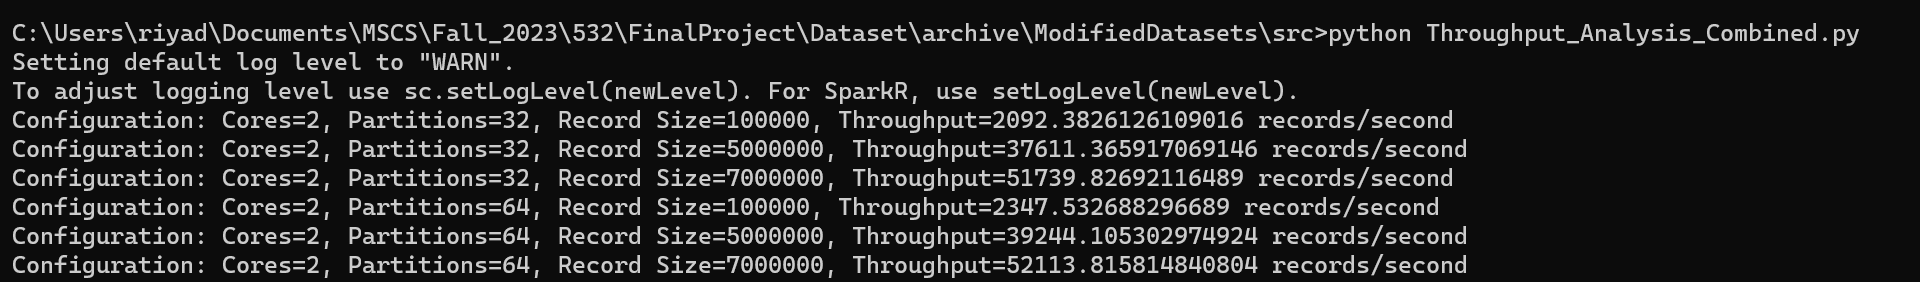 C:\Users\riyad\Documents\MSCS\Fall_2023\532\FinalProject\Dataset\archive\ModifiedDatasets\src>python Throughput_Analysis_Combined.py
Setting default log level to "WARN".
To adjust logging level use sc.setLogLevel(newLevel). For SparkR, use setLogLevel(newLevel).
Configuration: Cores=2, Partitions=32, Record Size=100000, Throughput=2092.3826126109016 records/second
Configuration: Cores=2, Partitions=32, Record Size=5000000, Throughput=37611.365917069146 records/second
Configuration: Cores=2, Partitions=32, Record Size=7000000, Throughput=51739.82692116489 records/second
Configuration: Cores=2, Partitions=64, Record Size=100000, Throughput=2347.532688296689 records/second
Configuration: Cores=2, Partitions=64, Record Size=5000000, Throughput=39244.105302974924 records/second
Configuration: Cores=2, Partitions=64, Record Size=7000000, Throughput=52113.815814840804 records/second